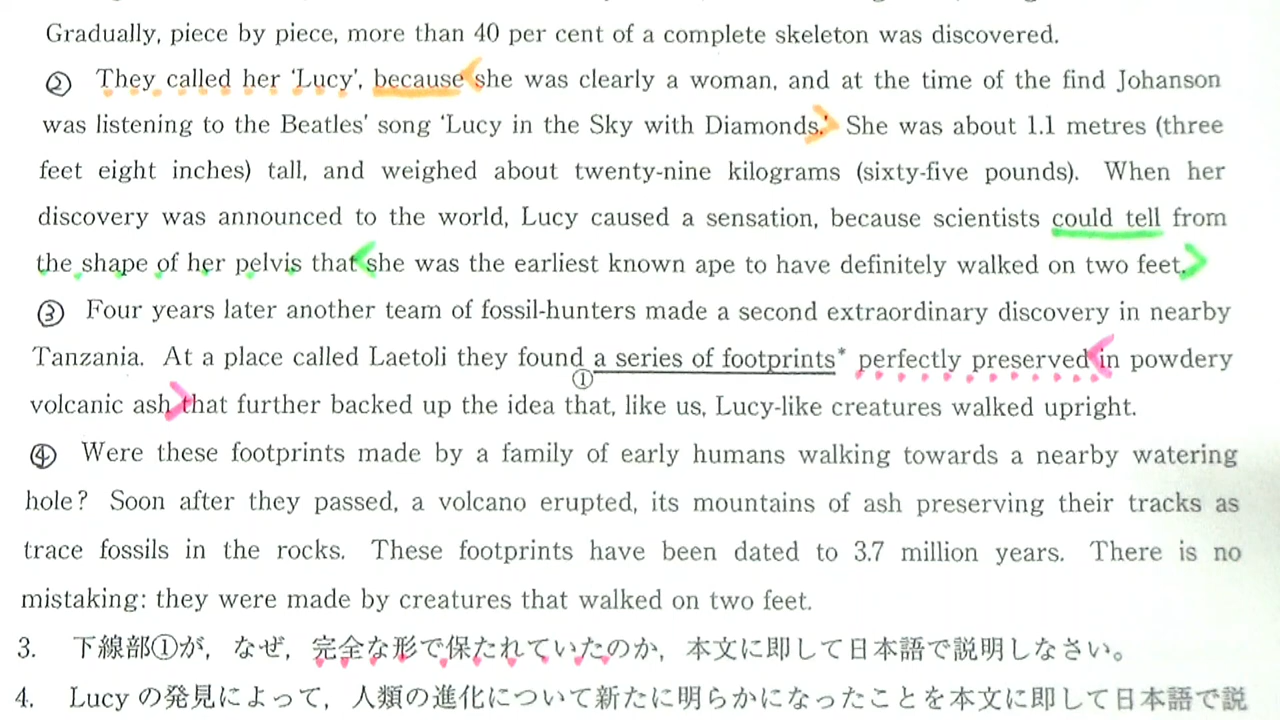 Gradually, piece by piece, more than 40 per cent of a complete skeleton was discovered.
② They called her ‘Lucy’, because she was clearly a woman, and at the time of the find Johanson
was listening to the Beatles’ song ‘Lucy in the Sky with Diamonds.’ She was about 1.1 metres (three
feet eight inches) tall, and weighed about twenty-nine kilograms (sixty-five pounds). When her
discovery was announced to the world, Lucy caused a sensation, because scientists could tell from
the shape of her pelvis that she was the earliest known ape to have definitely walked on two feet.
③ Four years later another team of fossil-hunters made a second extraordinary discovery in nearby
Tanzania. At a place called Laetoli they found a series of footprints* perfectly preserved in powdery
①
volcanic ash that further backed up the idea that, like us, Lucy-like creatures walked upright.
④ Were these footprints made by a family of early humans walking towards a nearby watering
hole? Soon after they passed, a volcano erupted, its mountains of ash preserving their tracks as
trace fossils in the rocks. These footprints have been dated to 3.7 million years. There is no
mistaking: they were made by creatures that walked on two feet.
3. 下線部①が，なぜ，完全な形で保たれていたのか，本文に即して日本語で説明しなさい。
4. Lucy の発見によって，人類の進化について新たに明らかになったことを本文に即して日本語で説